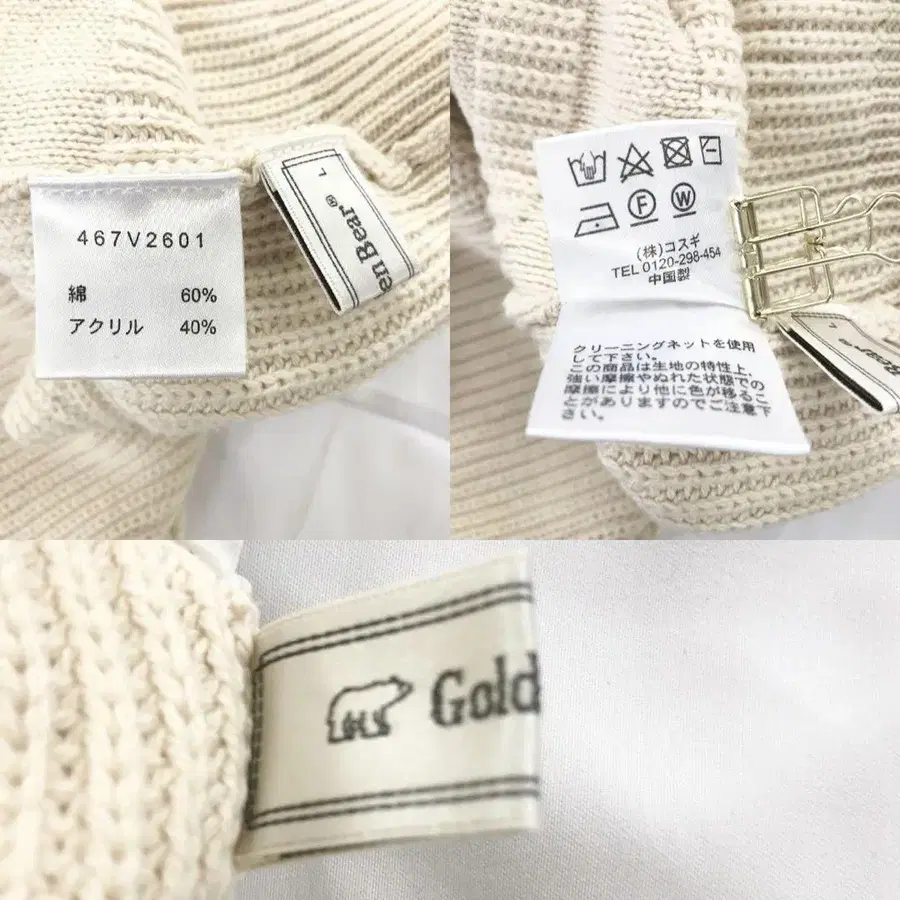 467V2601
綿 60%
アクリル 40%
L
enBear®
F W
(株)コスギ
TEL 0120-298-454
中国製
クリーニングネットを使用
して下さい。
この商品は生地の特性上、
強い摩擦やぬれた状態での
摩擦により他に色が移るこ
とがありますのでご注意下
さい。
L
Bear®
Gold